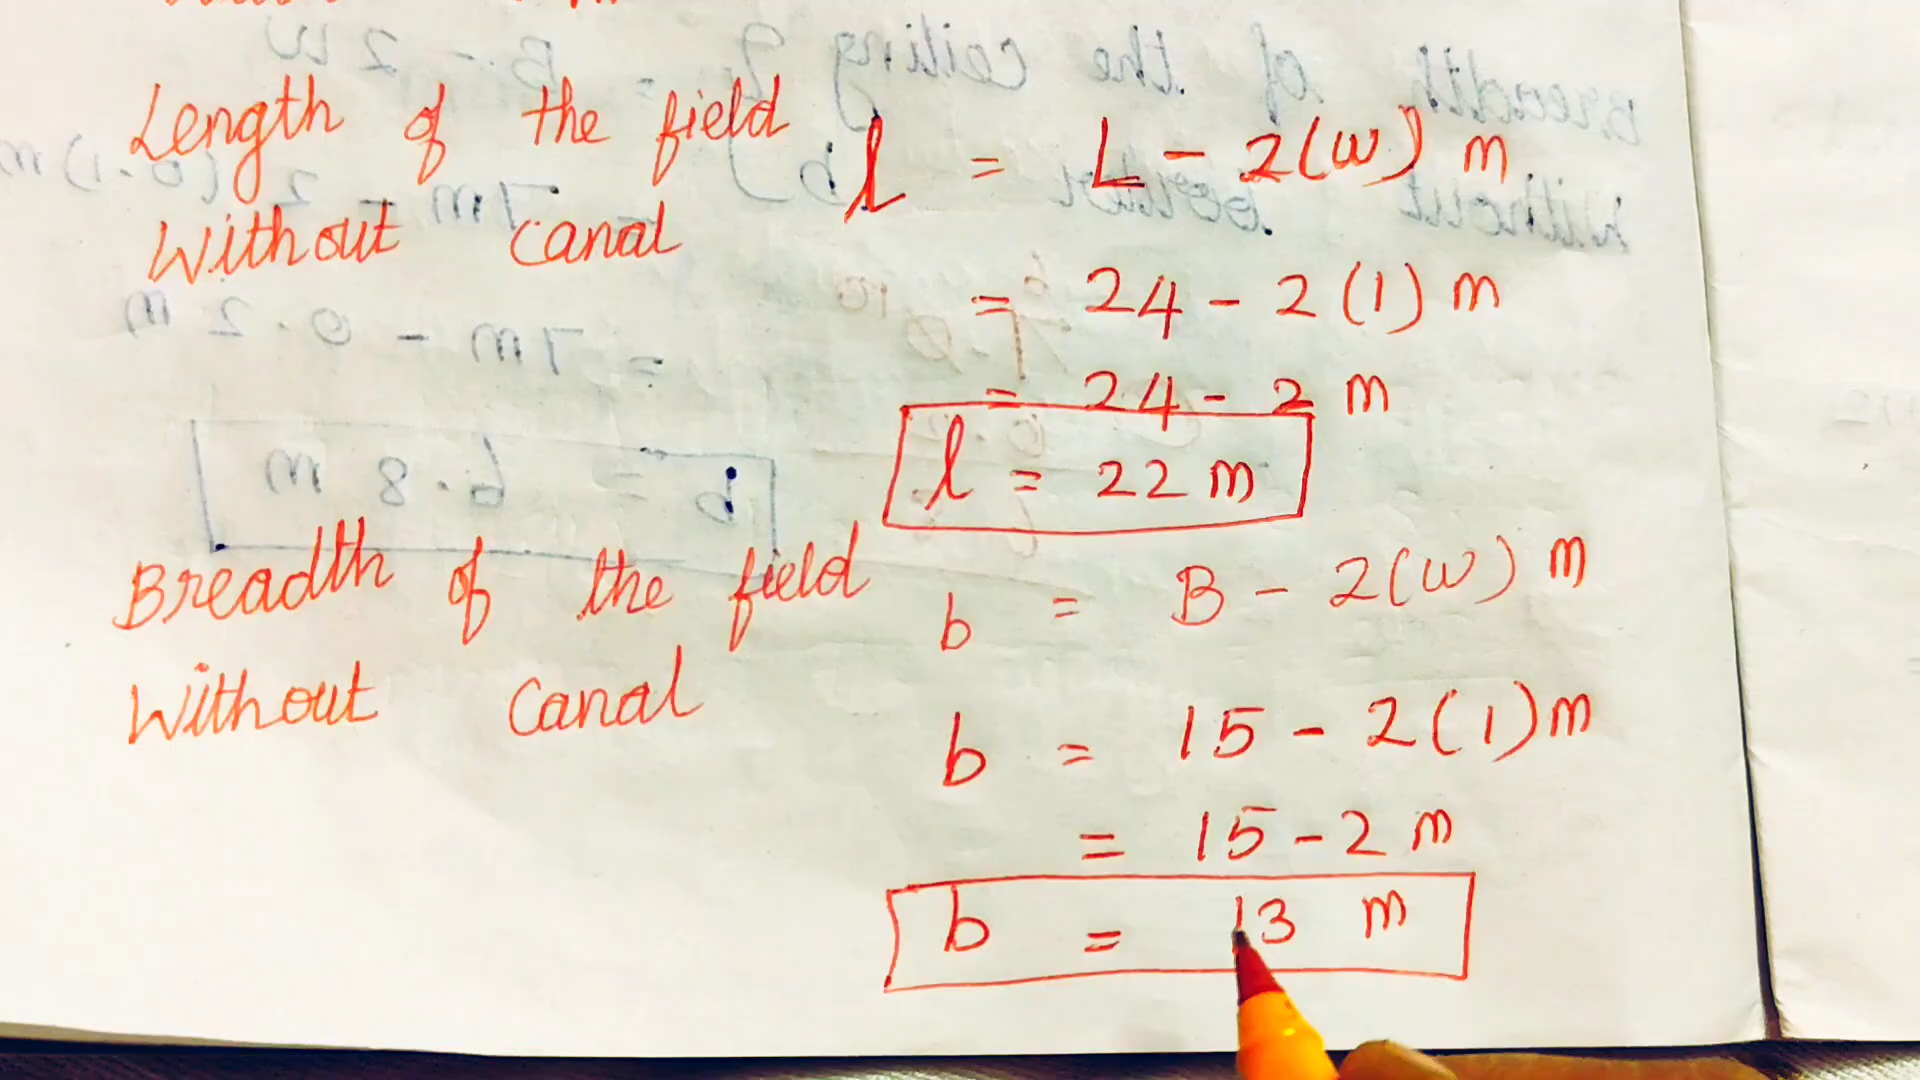 Length of the field l = L - 2(w) m
Without canal
= 24 - 2(1) m
= 24 - 2 m
l = 22 m
Breadth of the field b = B - 2(w) m
Without canal
b = 15 - 2(1) m
= 15 - 2 m
b = 13 m